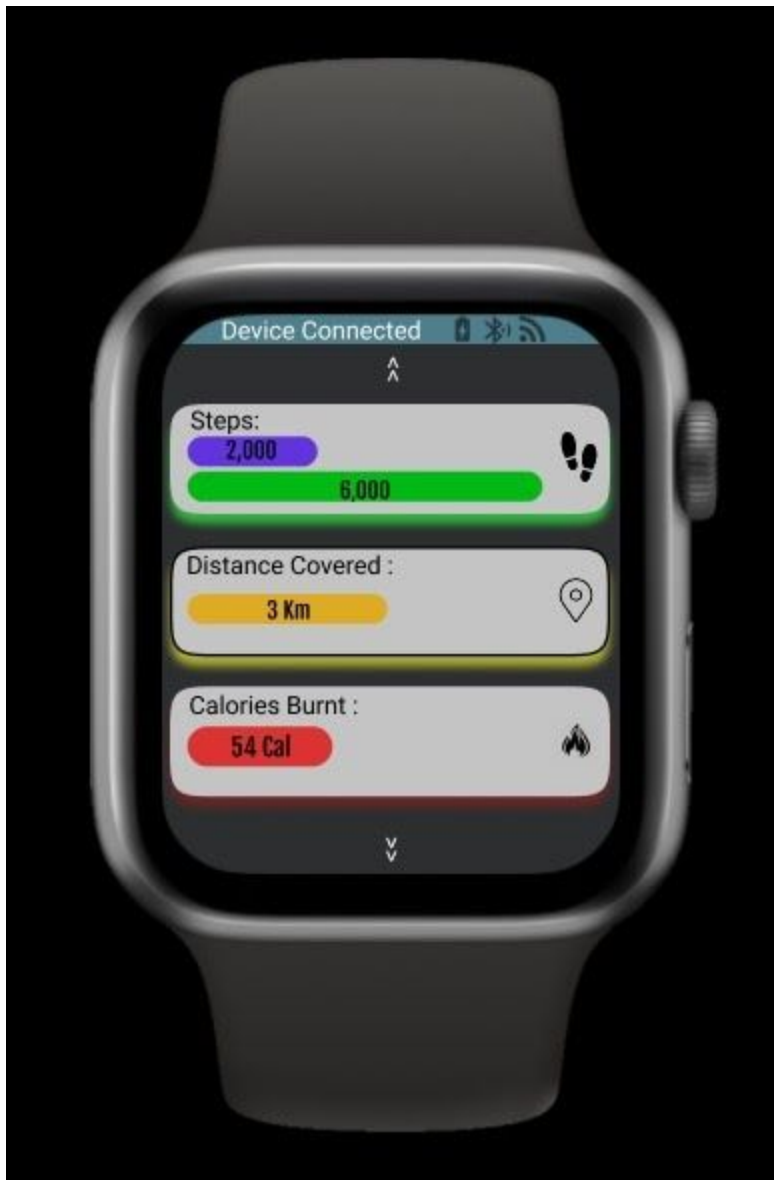 Device Connected
Steps:
2,000
6,000
Distance Covered :
3 Km
Calories Burnt :
54 Cal